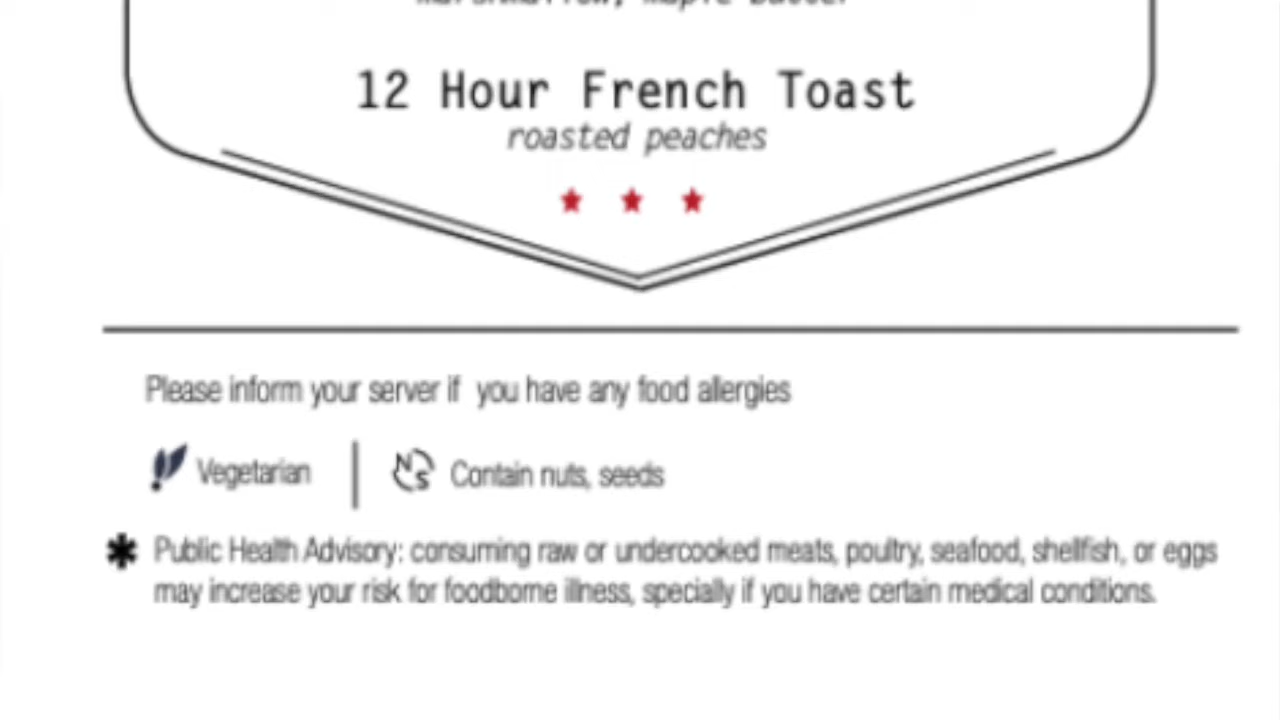 12 Hour French Toast
roasted peaches
Please inform your server if you have any food allergies
Vegetarian
NS Contain nuts, seeds
✱ Public Health Advisory: consuming raw or undercooked meats, poultry, seafood, shellfish, or eggs
may increase your risk for foodborne illness, specially if you have certain medical conditions.